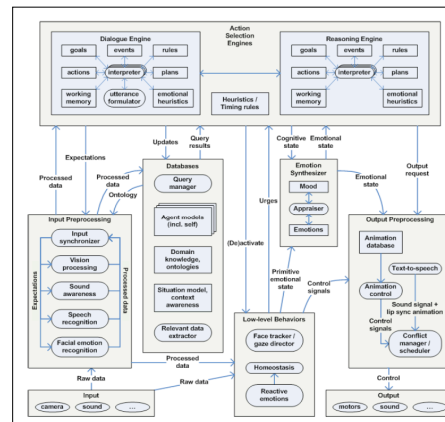 Action
Selection
Engines
Dialogue Engine
goals
events
rules
actions
interpreter
plans
working
memory
utterance
formulator
emotional
heuristics
Heuristics /
Timing rules
Reasoning Engine
goals
events
rules
actions
interpreter
plans
working
memory
emotional
heuristics
Expectations
Processed
data
Updates
Query
results
Cognitive
state
Emotional
state
Output
request
Processed
data
Ontology
Databases
Query
manager
Agent models
(incl. self)
Domain
knowledge,
ontologies
Situation model,
context
awareness
Relevant data
extractor
Urges
(De)activate
Emotion
Synthesizer
Mood
Appraiser
Emotions
Emotional
state
Primitive
emotional
state
Control
signals
Input Preprocessing
Input
synchronizer
Vision
processing
Sound
awareness
Speech
recognition
Facial emotion
recognition
Expectations
Processed data
Output Preprocessing
Animation
database
Text-to-speech
Animation
control
Sound signal +
lip sync animation
Control
signals
Conflict
manager /
scheduler
Low-level Behaviors
Face tracker /
gaze director
Homeostasis
Reactive
emotions
Processed
data
Raw data
Raw data
Control
Input
camera
sound
...
Output
motors
sound
...